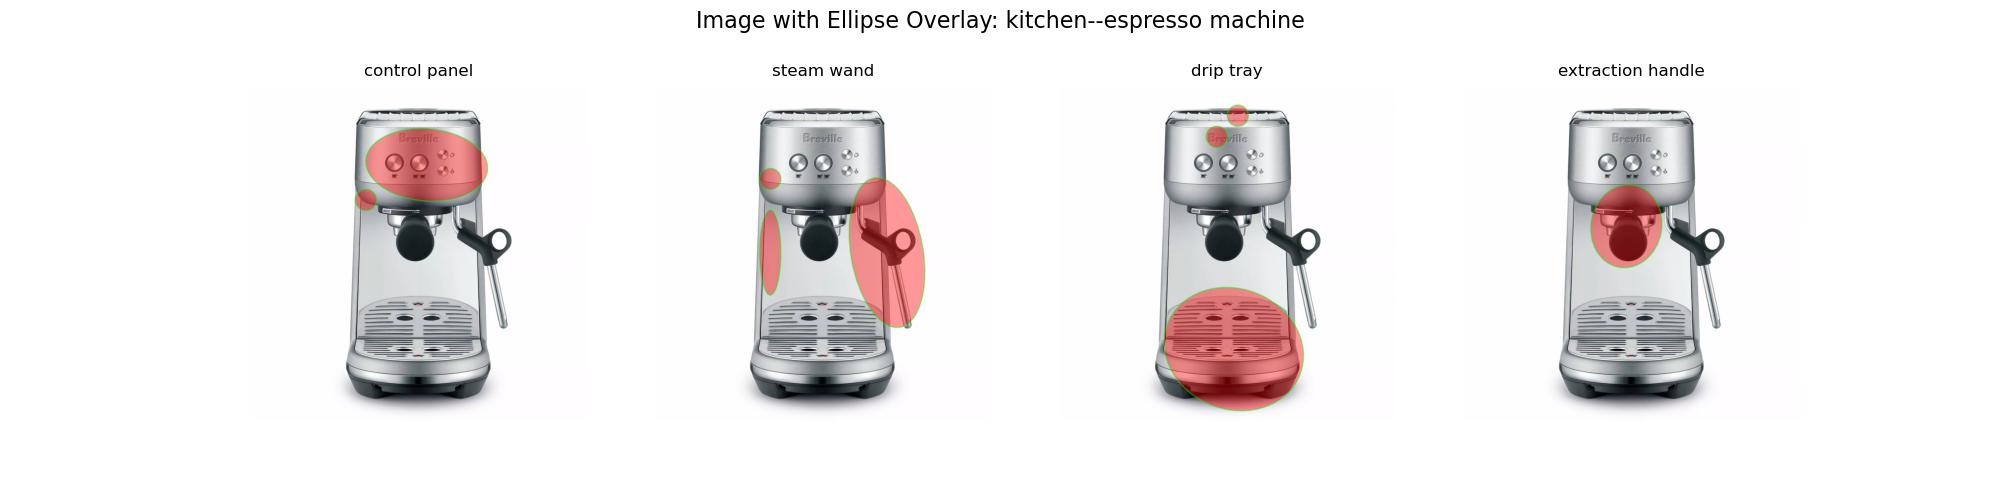 Image with Ellipse Overlay: kitchen--espresso machine
control panel
steam wand
drip tray
extraction handle
Breville
Breville
Breville
Breville